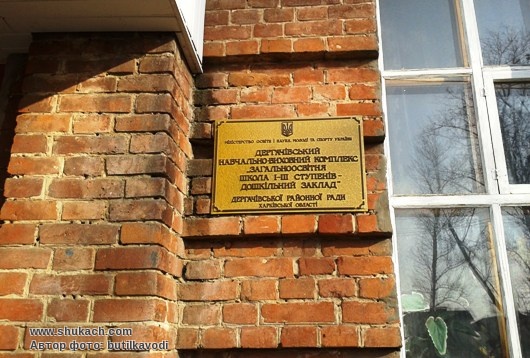 МІНІСТЕРСТВО ОСВІТИ І НАУКИ, МОЛОДІ ТА СПОРТУ УКРАЇНИ
ДЕРГАЧІВСЬКИЙ
НАВЧАЛЬНО-ВИХОВНИЙ КОМПЛЕКС
„ЗАГАЛЬНООСВІТНЯ
ШКОЛА І-ІІІ СТУПЕНІВ -
ДОШКІЛЬНИЙ ЗАКЛАД"
ДЕРГАЧІВСЬКОЇ РАЙОННОЇ РАДИ
ХАРКІВСЬКОЇ ОБЛАСТІ
www.shukach.com
Автор фото: butilkavodi